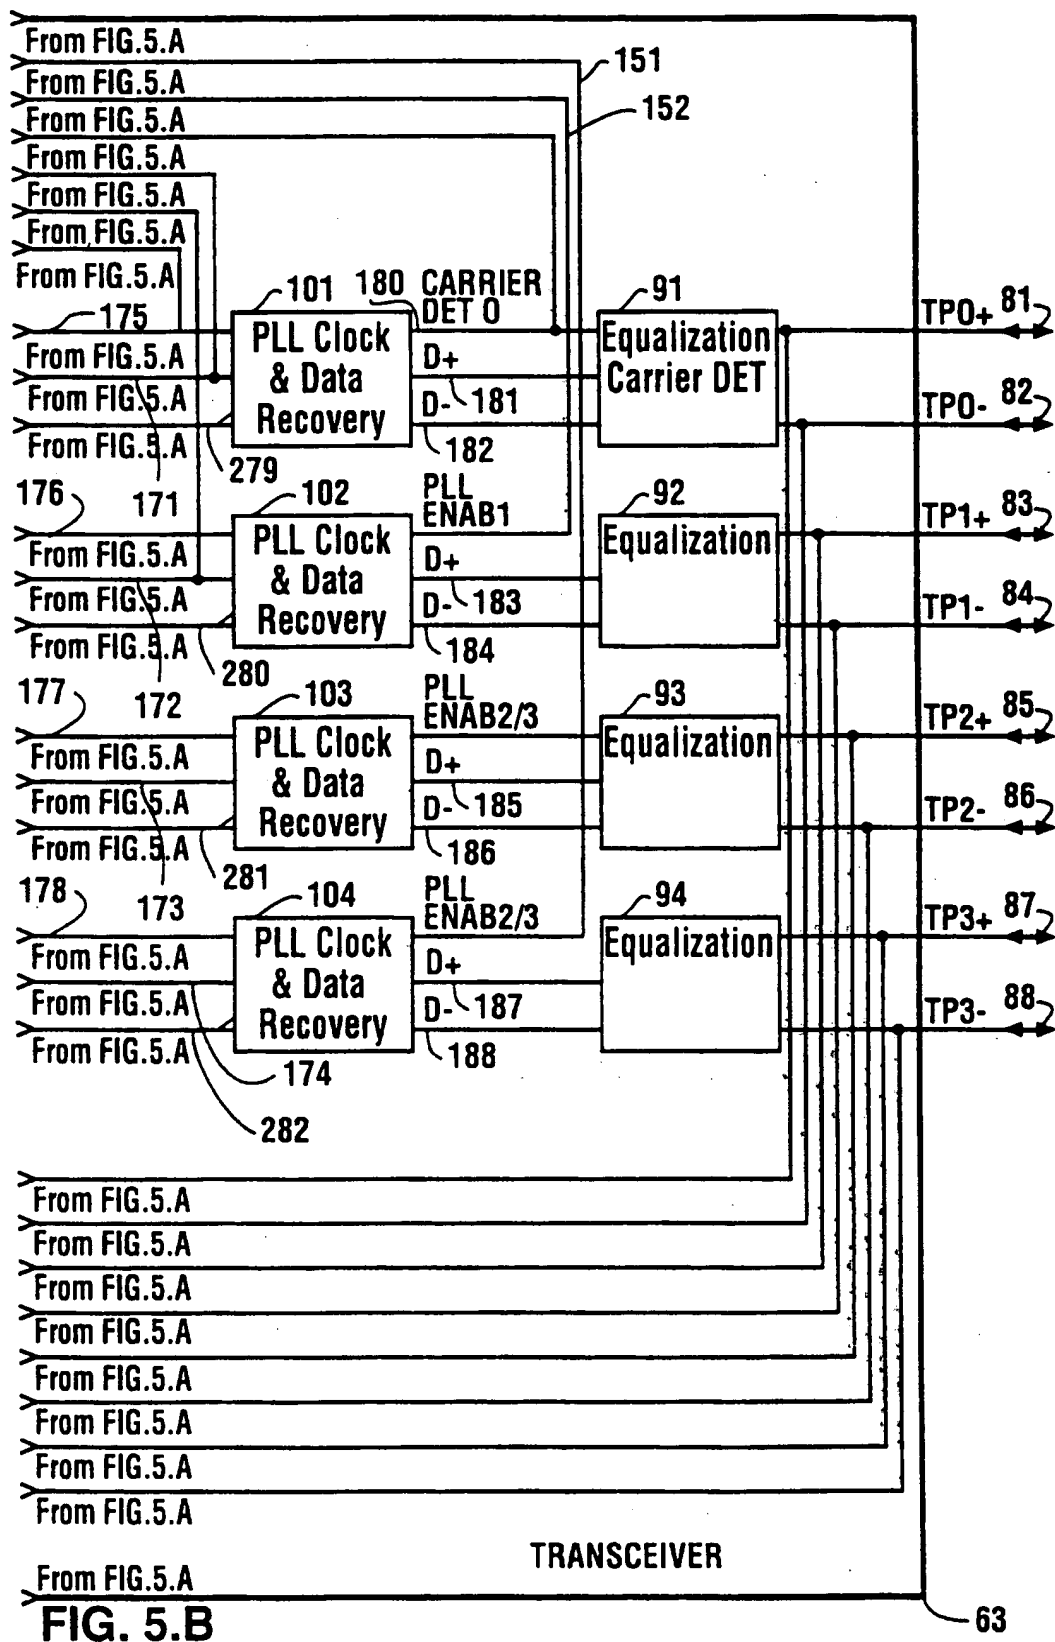 From FIG.5.A
151
From FIG.5.A
152
From FIG.5.A
From FIG.5.A
From FIG.5.A
From FIG.5.A
From FIG.5.A
101
180 CARRIER
DET 0
91
TP0+ 81
175
PLL Clock
& Data
Recovery
Equalization
Carrier DET
From FIG.5.A
D+
181
TP0- 82
From FIG.5.A
D-
182
From FIG.5.A
279
171
176
102
PLL
ENAB1
92
TP1+ 83
PLL Clock
& Data
Recovery
Equalization
From FIG.5.A
D+
183
TP1- 84
From FIG.5.A
D-
184
From FIG.5.A
280
172
177
103
PLL
ENAB2/3
93
TP2+ 85
PLL Clock
& Data
Recovery
Equalization
From FIG.5.A
D+
185
TP2- 86
From FIG.5.A
D-
186
From FIG.5.A
281
173
178
104
PLL
ENAB2/3
94
TP3+ 87
PLL Clock
& Data
Recovery
Equalization
From FIG.5.A
D+
187
TP3- 88
From FIG.5.A
D-
188
From FIG.5.A
174
282
From FIG.5.A
From FIG.5.A
From FIG.5.A
From FIG.5.A
From FIG.5.A
From FIG.5.A
From FIG.5.A
From FIG.5.A
TRANSCEIVER
From FIG.5.A
63
FIG. 5.B